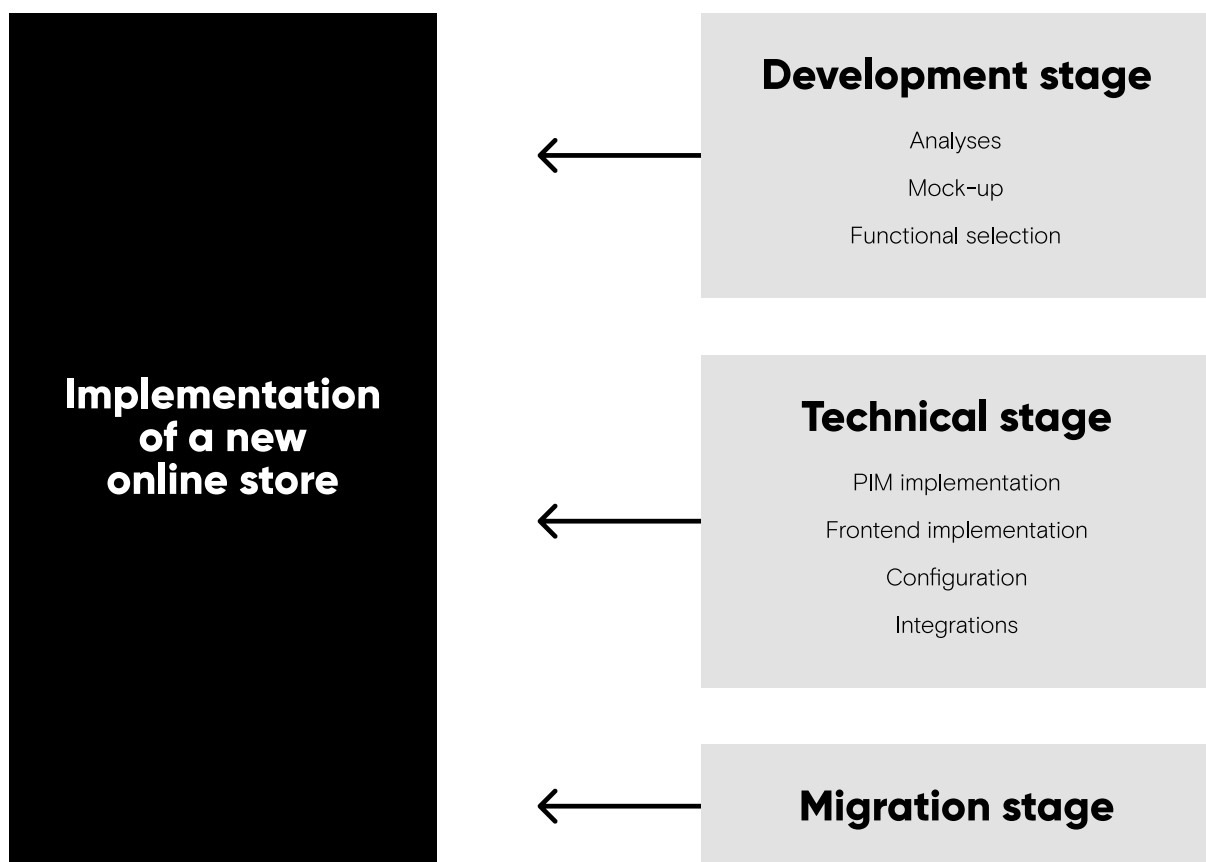 Implementation
of a new
online store
Development stage
Analyses
Mock-up
Functional selection
Technical stage
PIM implementation
Frontend implementation
Configuration
Integrations
Migration stage